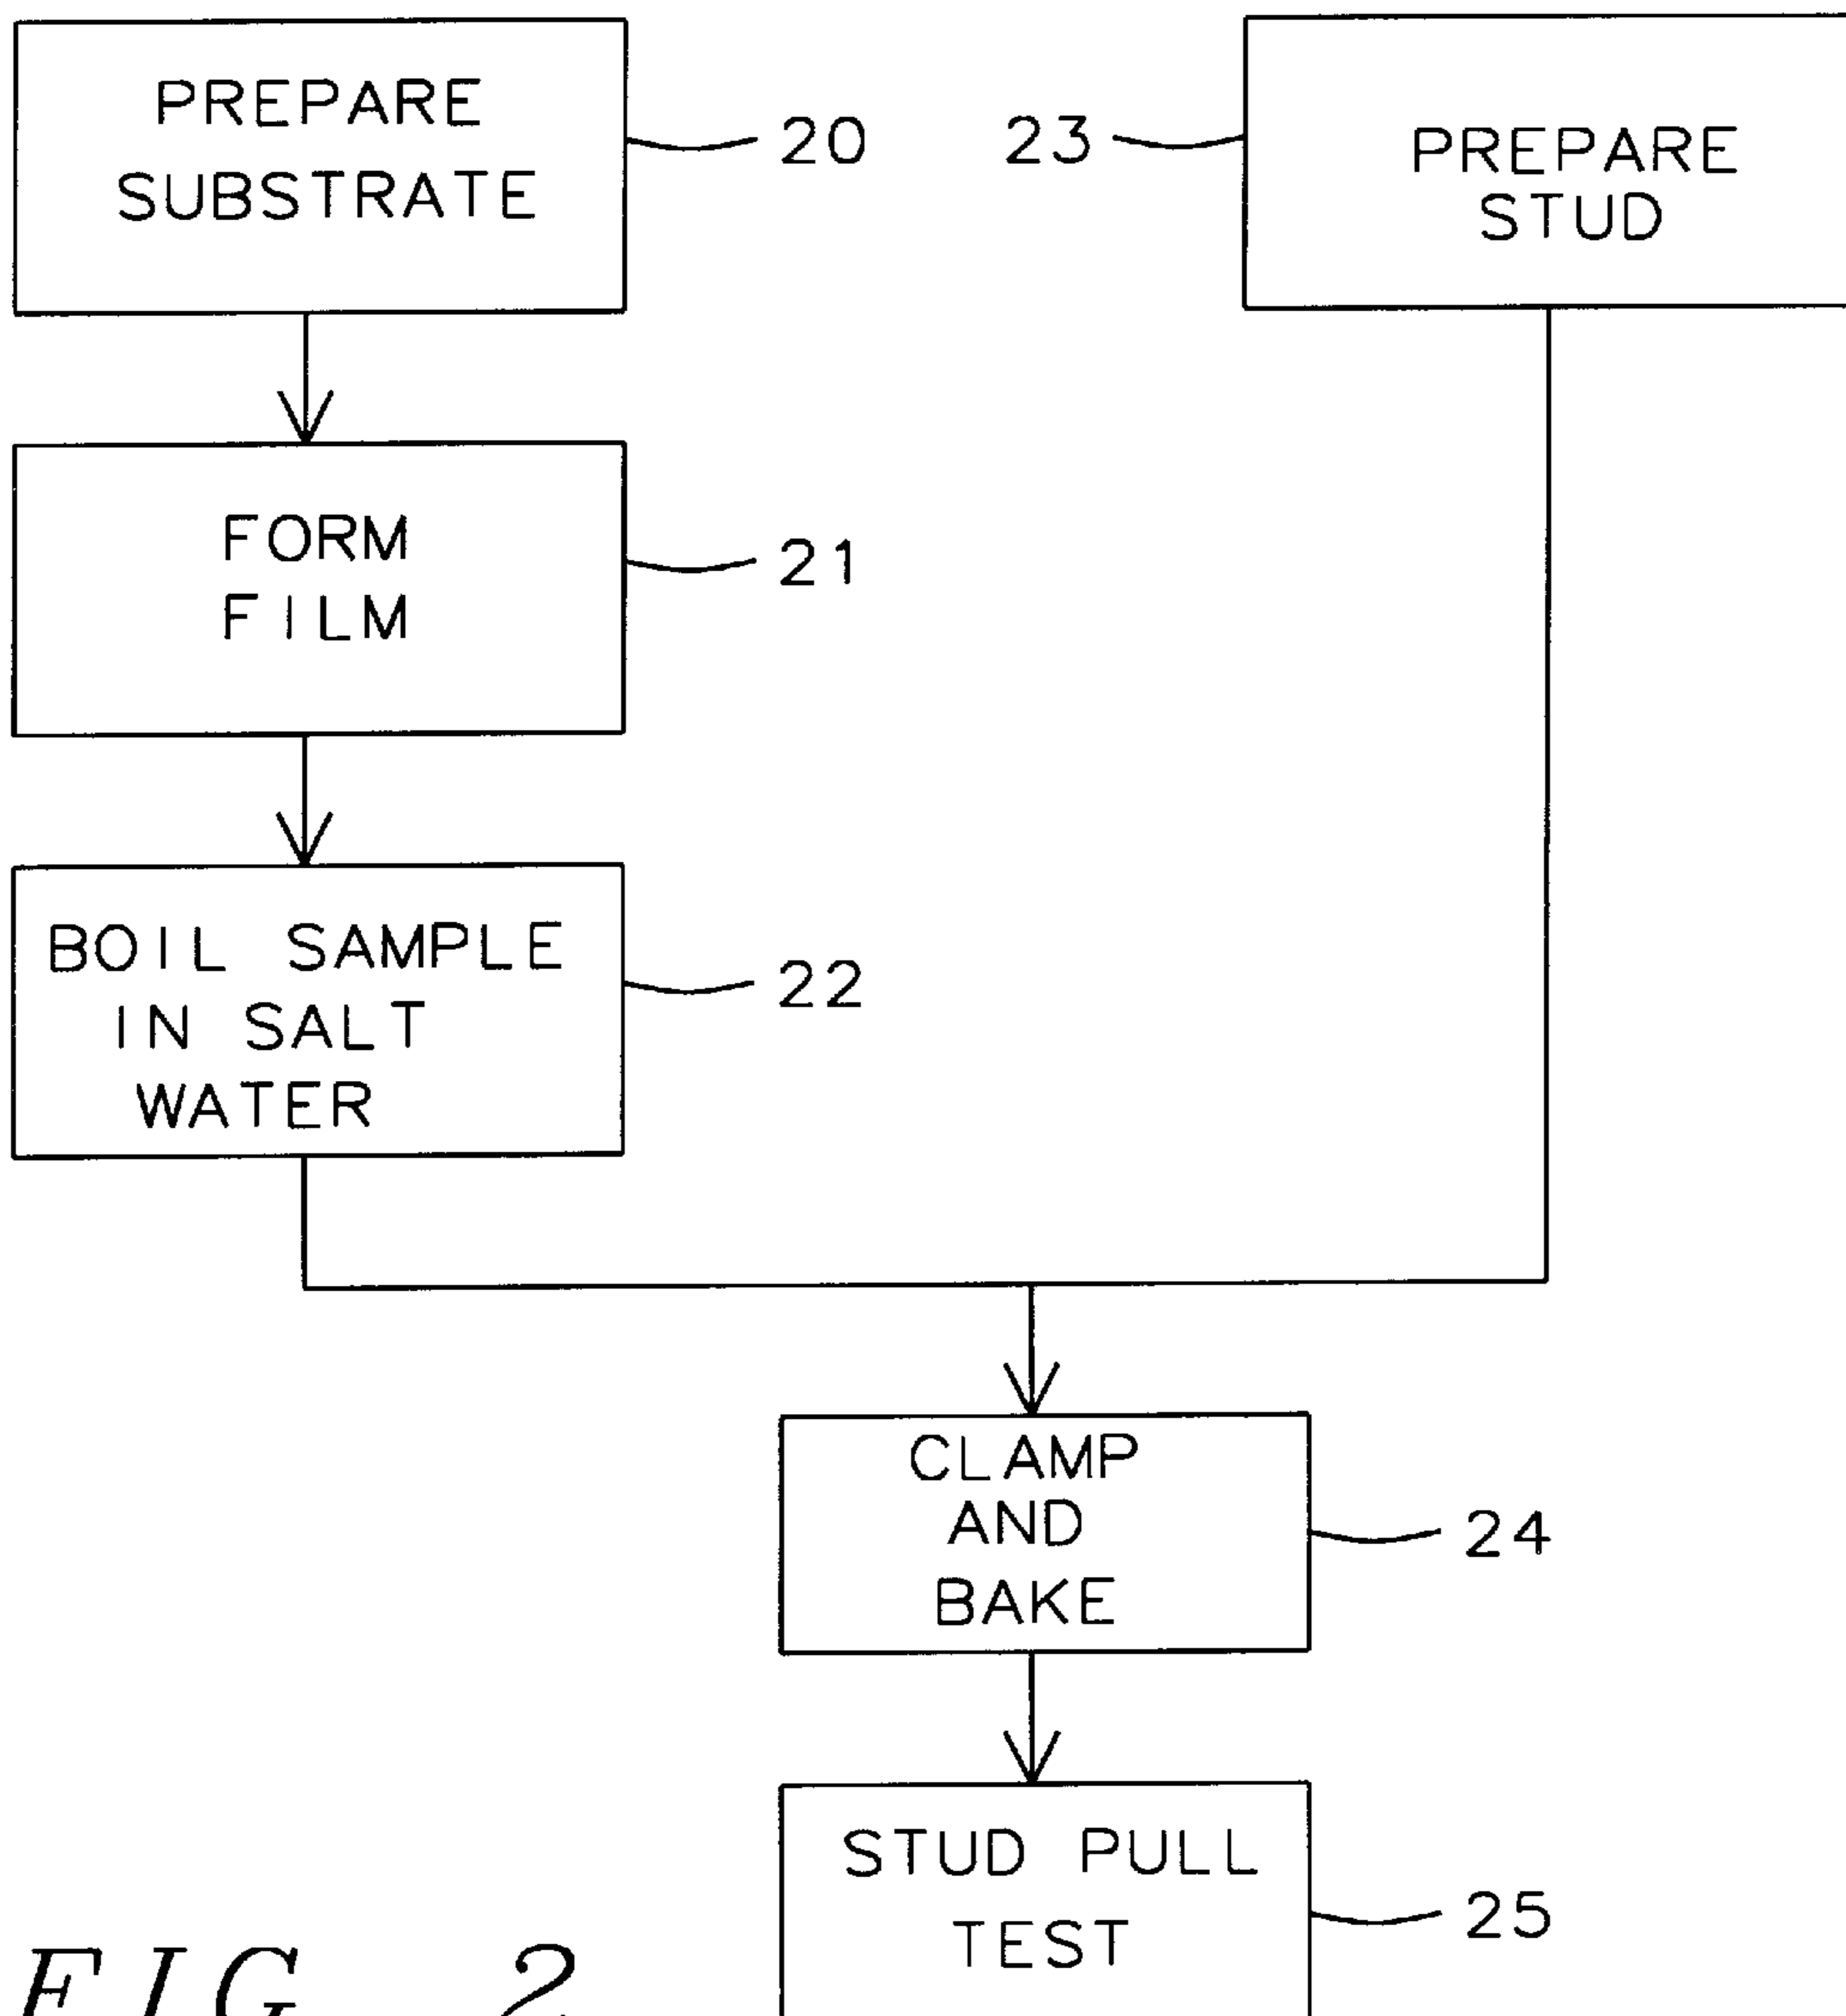 PREPARE
SUBSTRATE
20
23
PREPARE
STUD
FORM
FILM
21
BOIL SAMPLE
IN SALT
WATER
22
CLAMP
AND
BAKE
24
STUD PULL
TEST
25
FIG 2